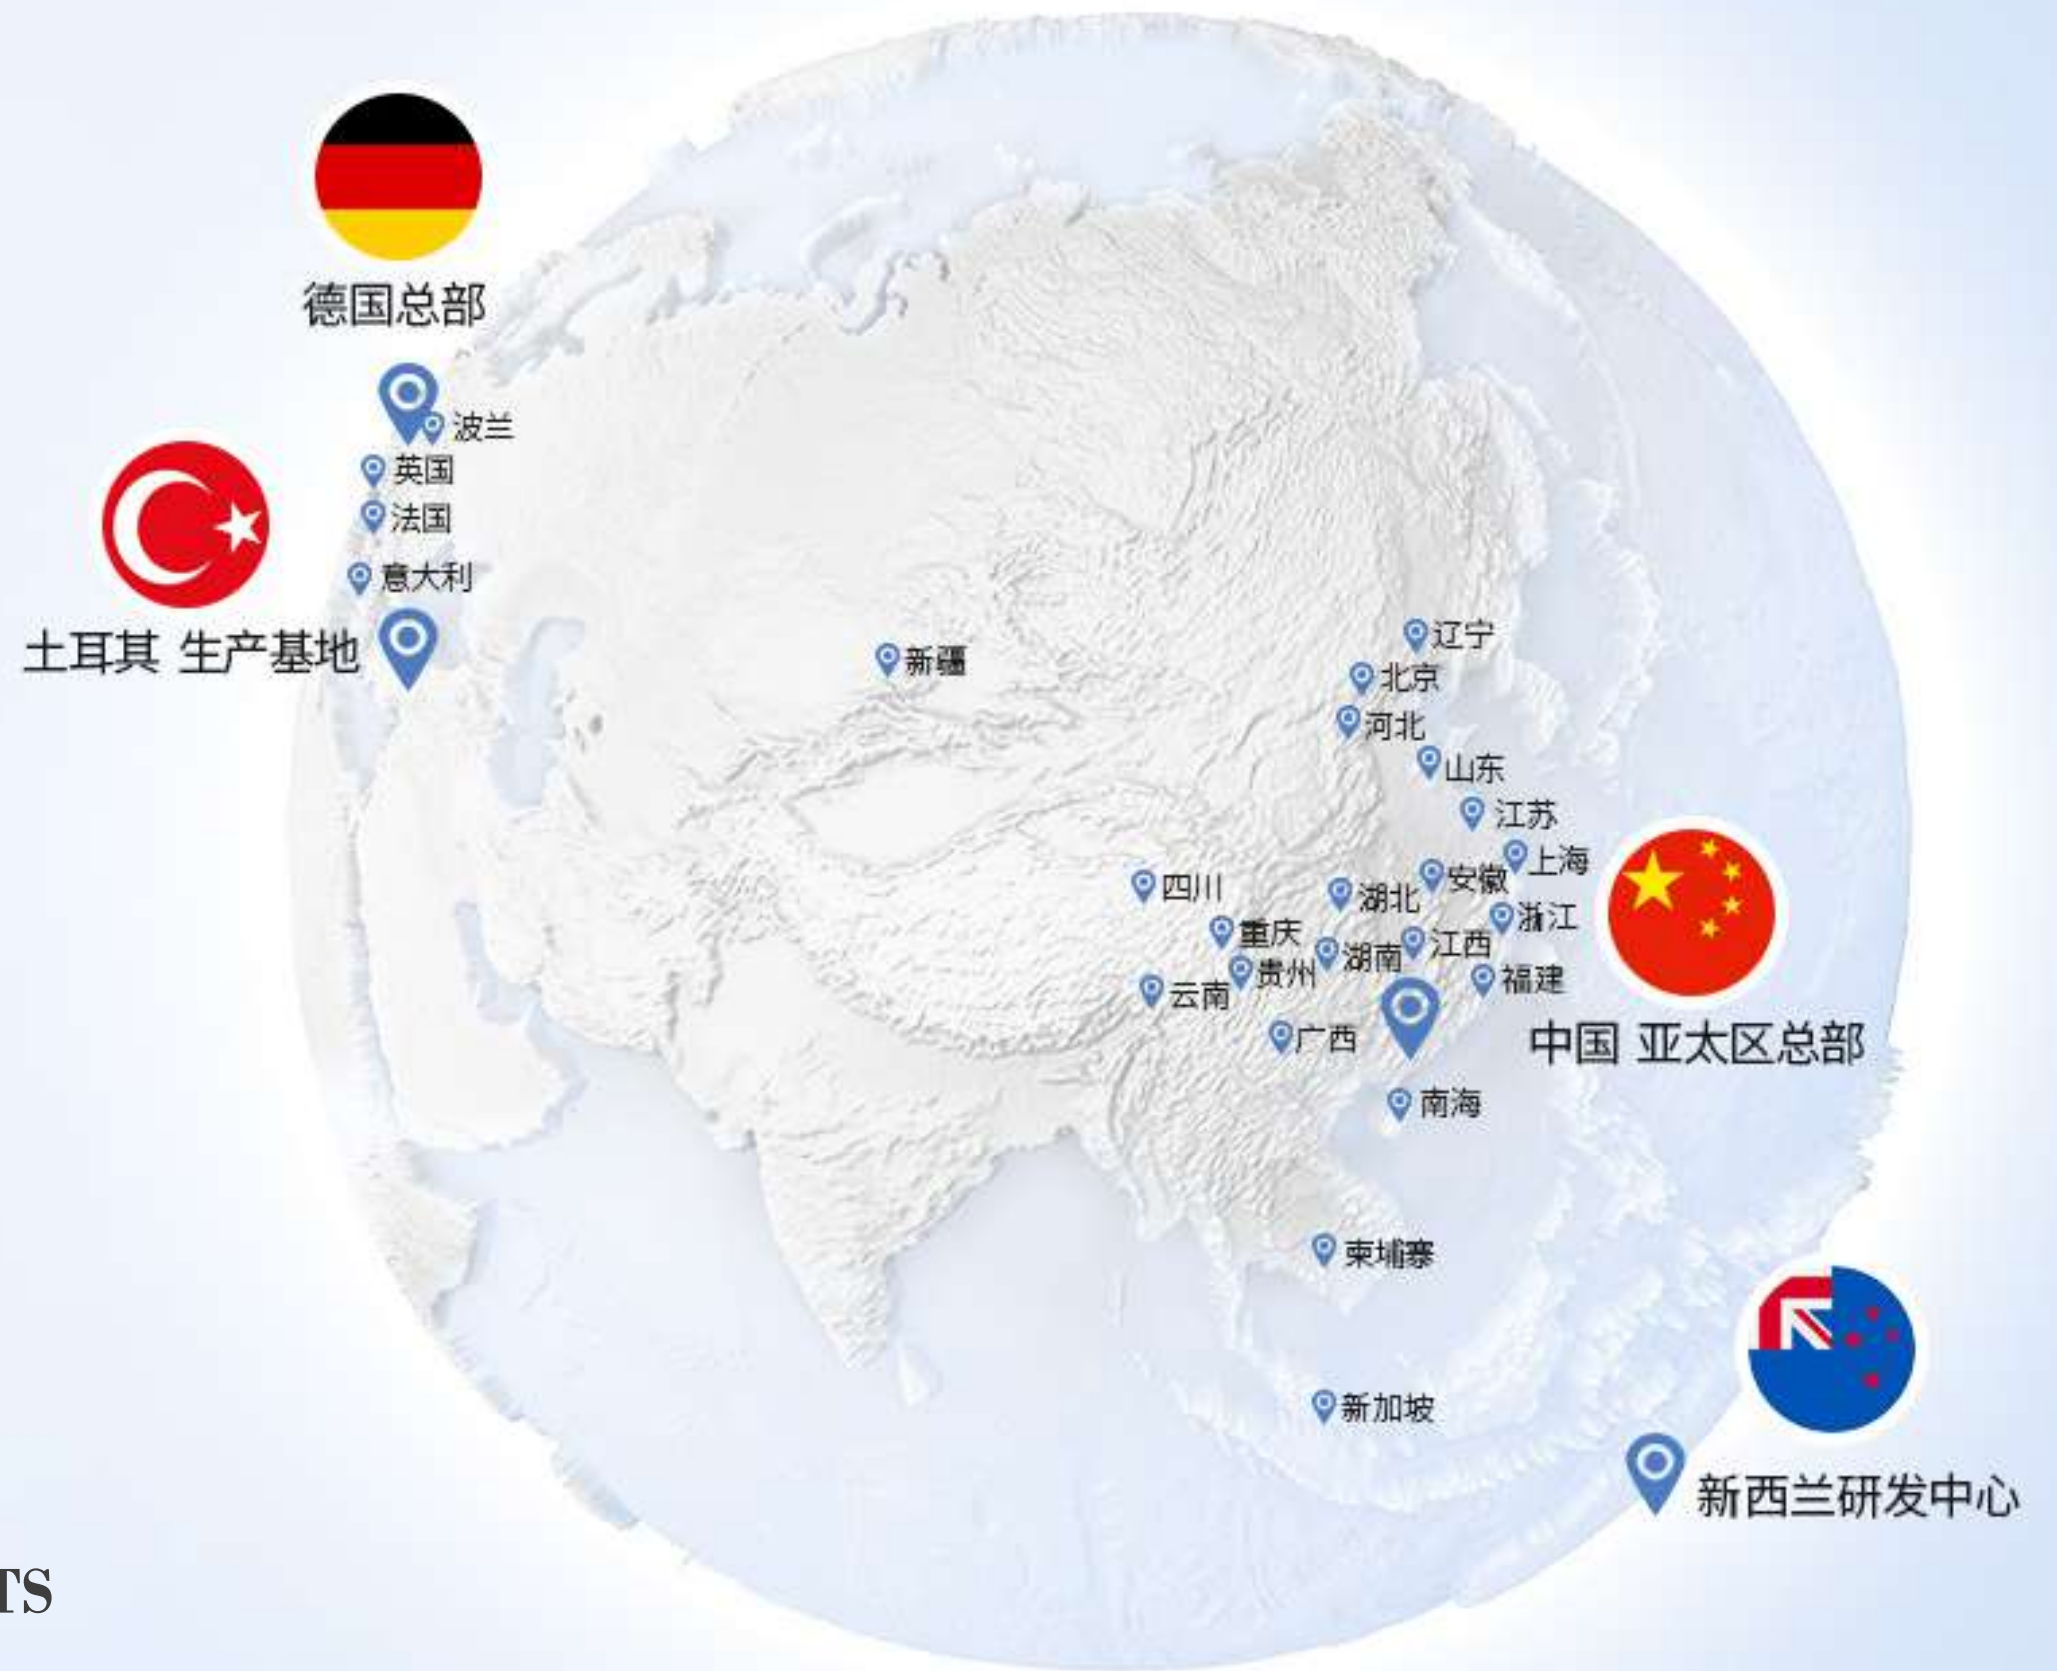 德国总部
波兰
英国
法国
意大利
土耳其 生产基地
新疆
辽宁
北京
河北
山东
江苏
上海
安徽
四川
湖北
浙江
重庆
江西
湖南
贵州
福建
云南
广西
中国 亚太区总部
南海
柬埔寨
新加坡
新西兰研发中心
TS